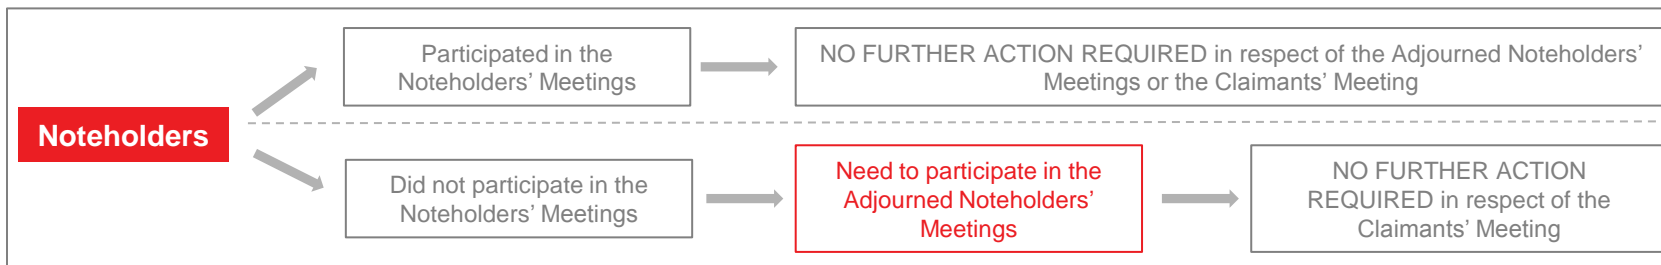 Noteholders
Participated in the
Noteholders’ Meetings
NO FURTHER ACTION REQUIRED in respect of the Adjourned Noteholders’
Meetings or the Claimants’ Meeting
Did not participate in the
Noteholders’ Meetings
Need to participate in the
Adjourned Noteholders’
Meetings
NO FURTHER ACTION
REQUIRED in respect of the
Claimants’ Meeting